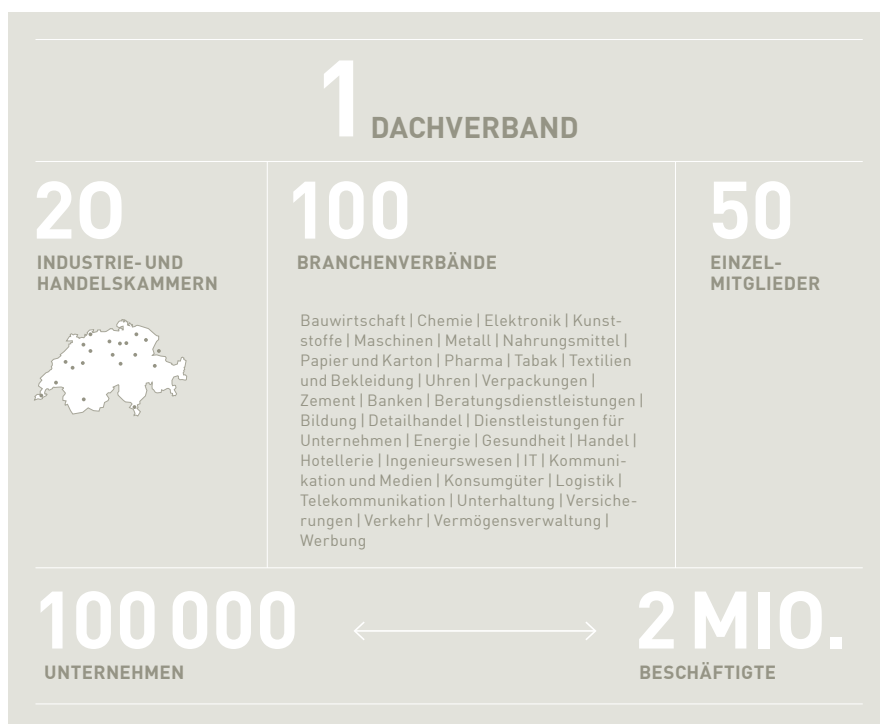 1 DACHVERBAND
20
INDUSTRIE- UND
HANDELSKAMMERN
100
BRANCHENVERBÄNDE
Bauwirtschaft | Chemie | Elektronik | Kunst-
stoffe | Maschinen | Metall | Nahrungsmittel |
Papier und Karton | Pharma | Tabak | Textilien
und Bekleidung | Uhren | Verpackungen |
Zement | Banken | Beratungsdienstleistungen |
Bildung | Detailhandel | Dienstleistungen für
Unternehmen | Energie | Gesundheit | Handel |
Hotellerie | Ingenieurswesen | IT | Kommuni-
kation und Medien | Konsumgüter | Logistik |
Telekommunikation | Unterhaltung | Versiche-
rungen | Verkehr | Vermögensverwaltung |
Werbung
50
EINZEL-
MITGLIEDER
100 000
UNTERNEHMEN
2 MIO.
BESCHÄFTIGTE